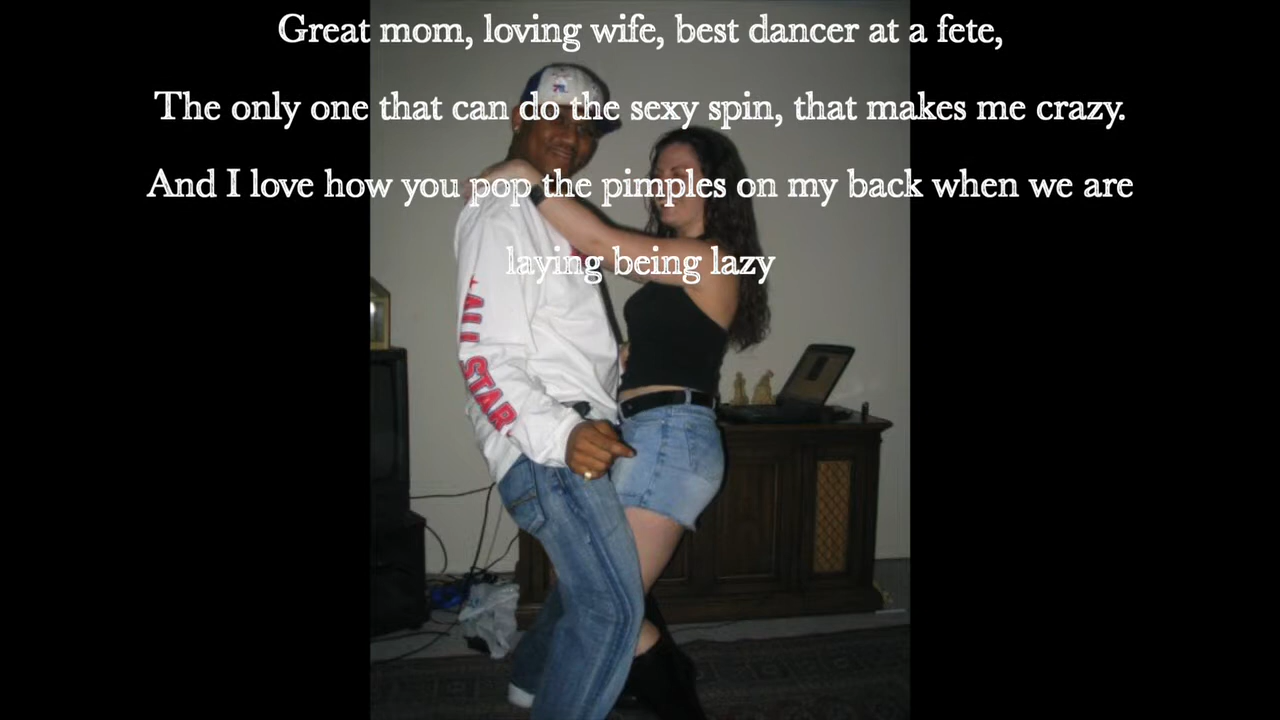 Great mom, loving wife, best dancer at a fete,
The only one that can do the sexy spin, that makes me crazy.
And I love how you pop the pimples on my back when we are
laying being lazy
STAR